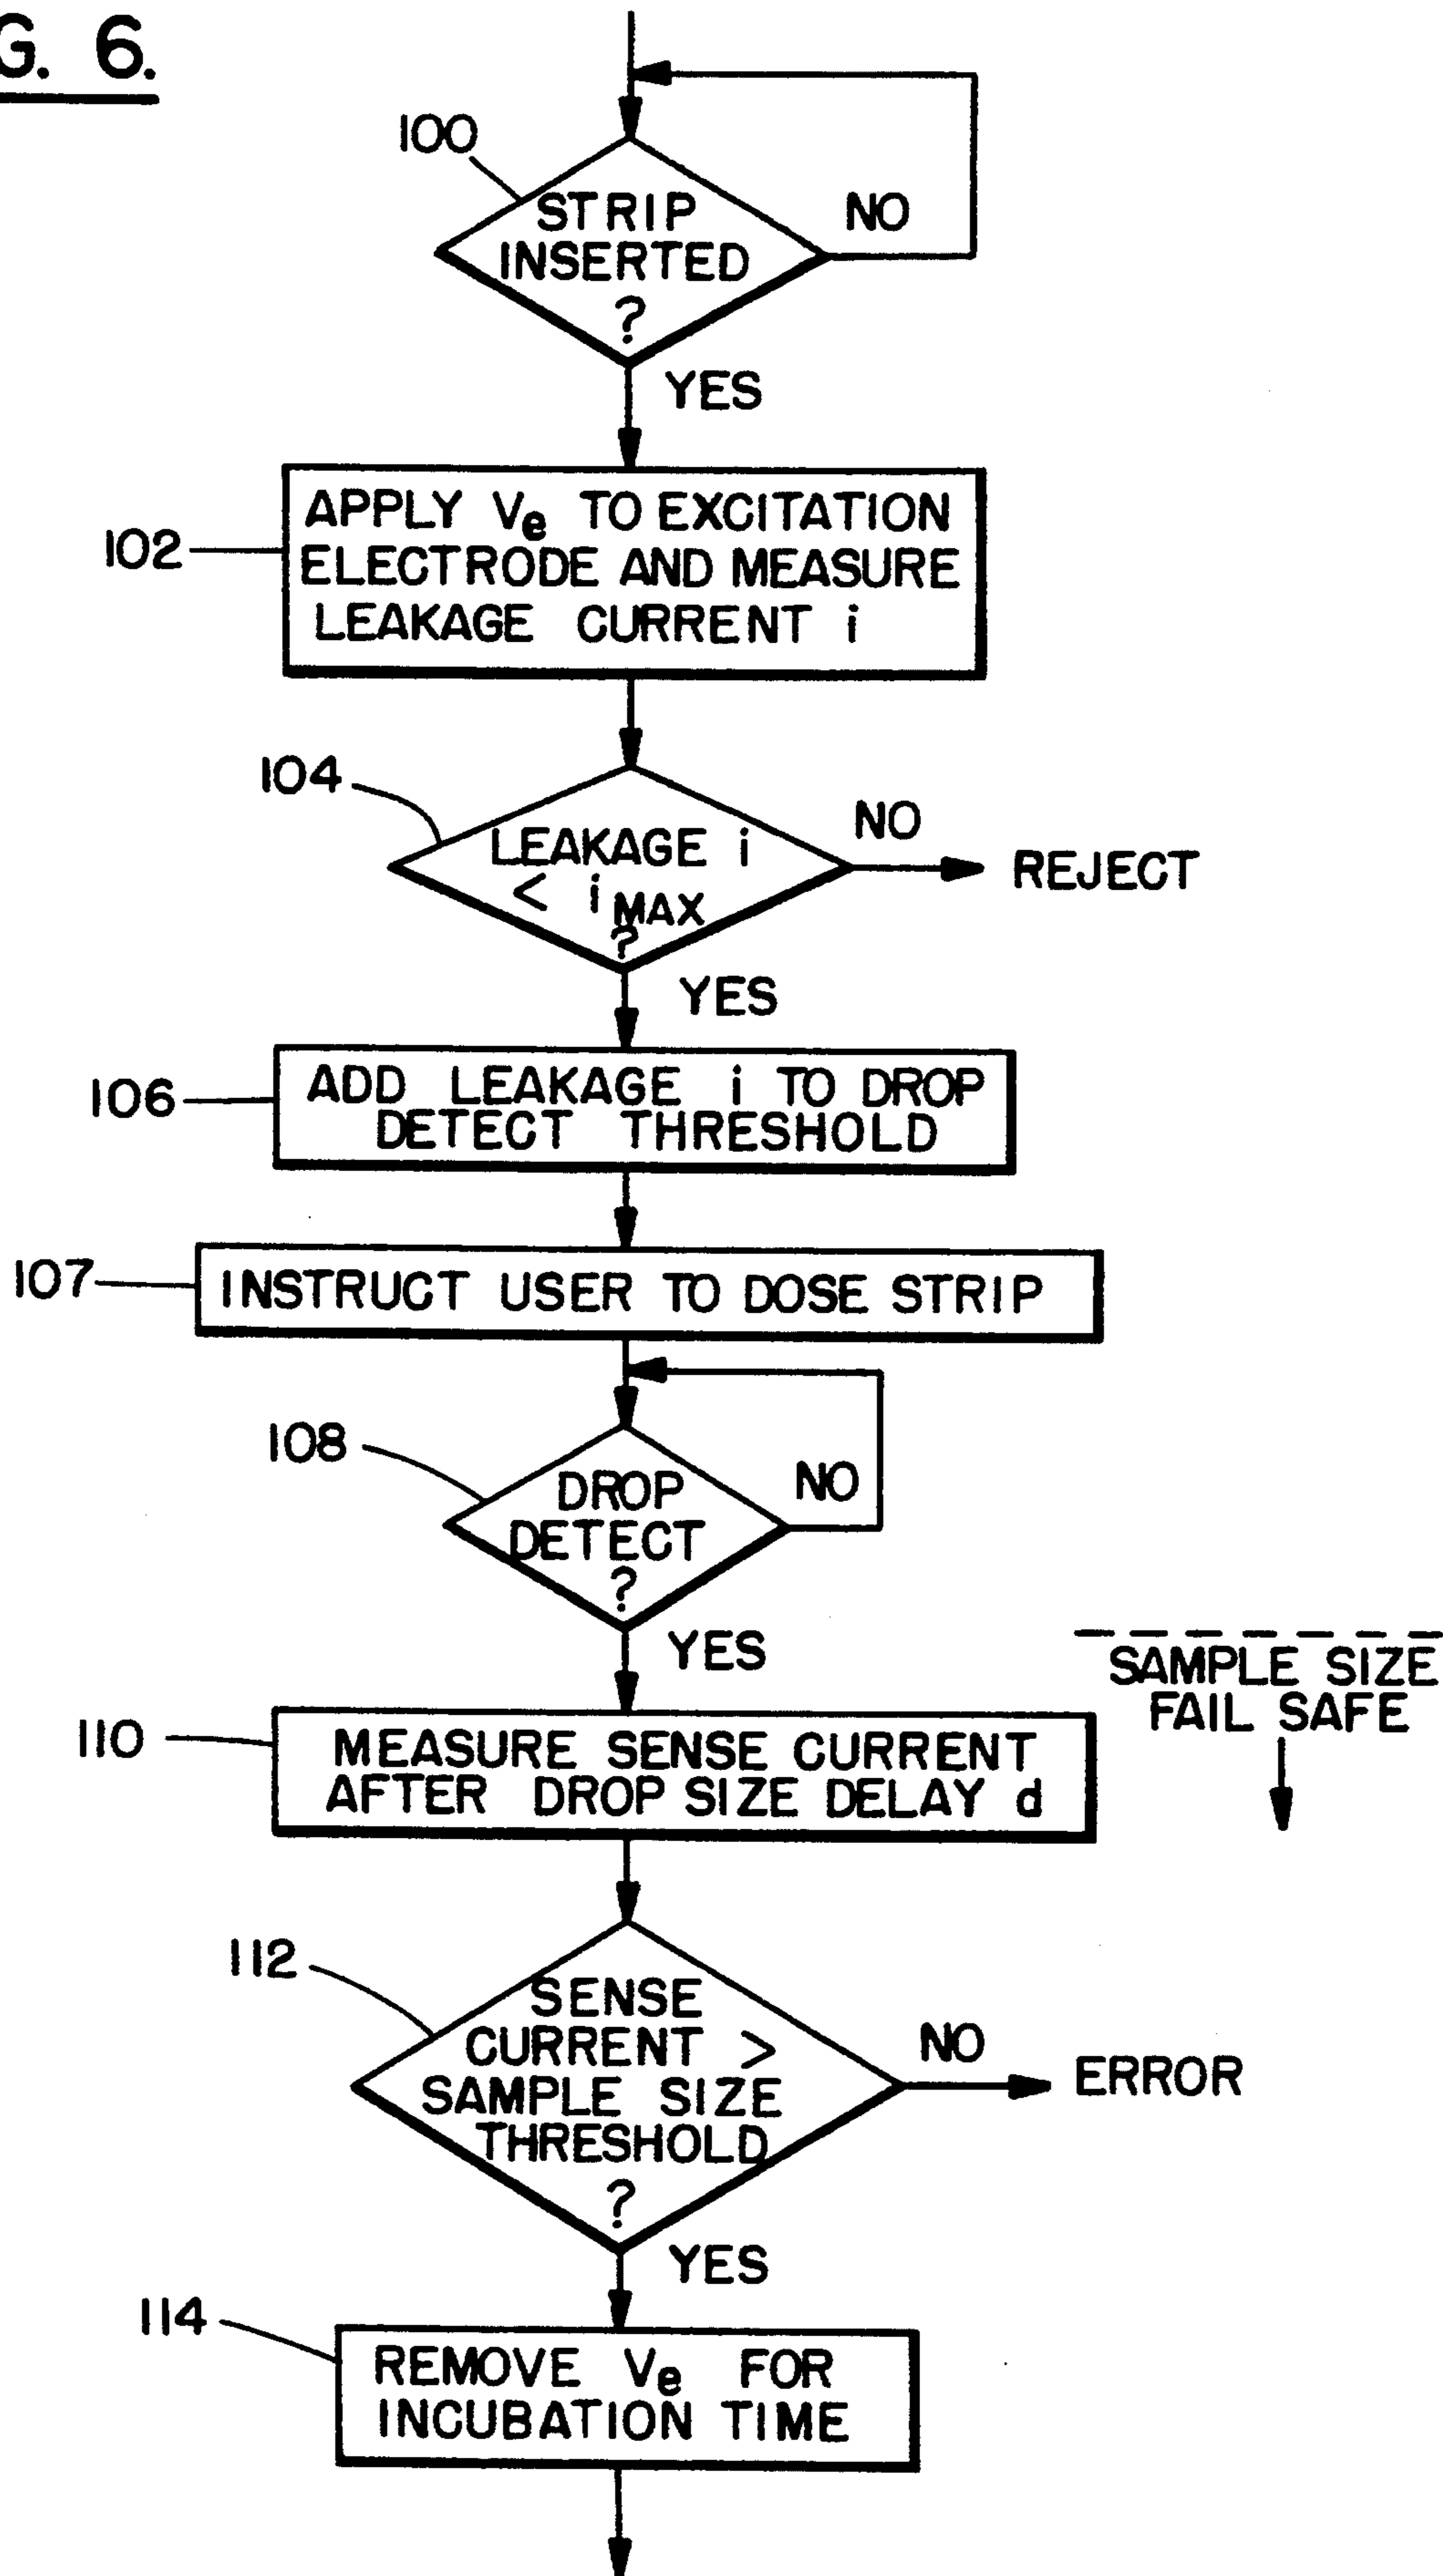 G. 6.
100
STRIP
INSERTED
?
NO
YES
102
APPLY Ve TO EXCITATION
ELECTRODE AND MEASURE
LEAKAGE CURRENT i
104
LEAKAGE i
< iMAX
?
NO
REJECT
YES
106
ADD LEAKAGE i TO DROP
DETECT THRESHOLD
107
INSTRUCT USER TO DOSE STRIP
108
DROP
DETECT
?
NO
YES
SAMPLE SIZE
FAIL SAFE
110
MEASURE SENSE CURRENT
AFTER DROP SIZE DELAY d
112
SENSE
CURRENT >
SAMPLE SIZE
THRESHOLD
?
NO
ERROR
YES
114
REMOVE Ve FOR
INCUBATION TIME